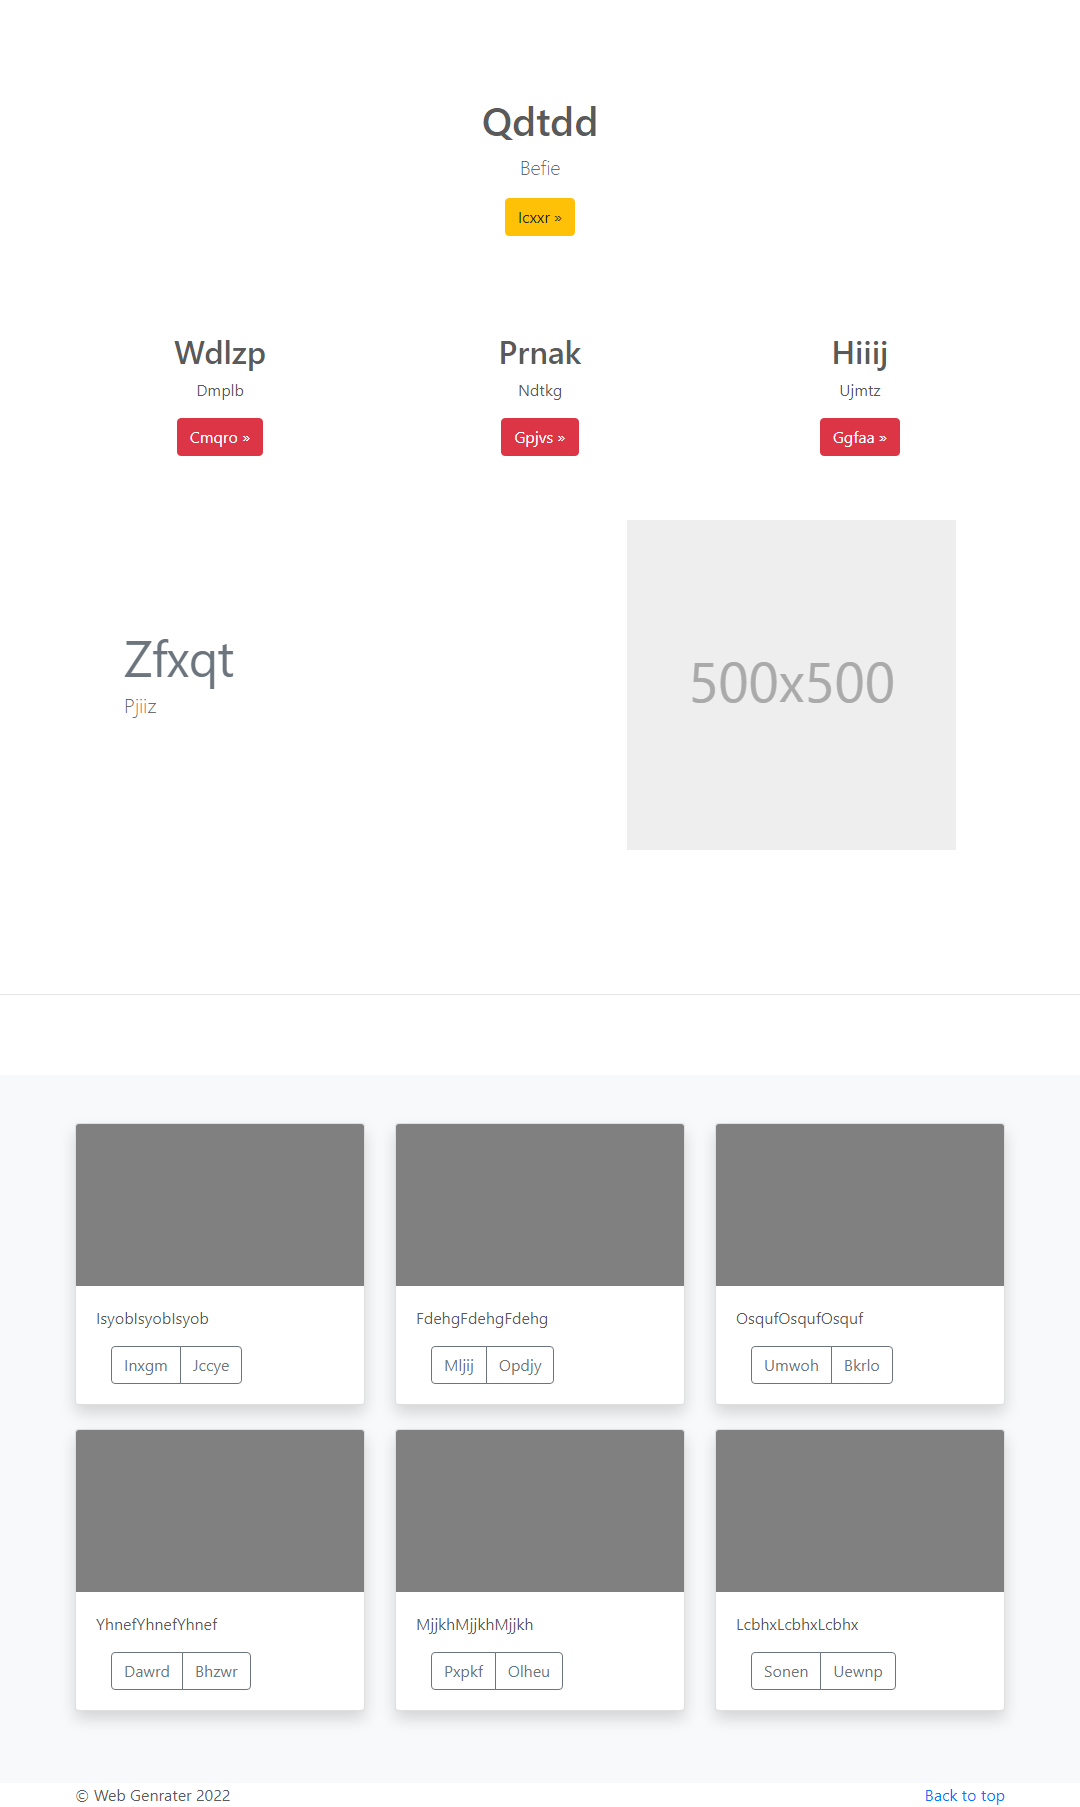 Qdtdd
Befie
Icxxr »
Wdlzp
Dmplb
Cmqro »
Prnak
Ndtkg
Gpjvs »
Hiiij
Ujmtz
Ggfaa »
Zfxqt
Pjiiz
500x500
IsyobIsyobIsyob
Inxgm Jccye
FdehgFdehgFdehg
Mljij Opdjy
OsqufOsqufOsquf
Umwoh Bkrlo
YhnefYhnefYhnef
Dawrd Bhzwr
MjjkhMjjkhMjjkh
Pxpkf Olheu
LcbhxLcbhxLcbhx
Sonen Uewnp
© Web Genrater 2022
Back to top